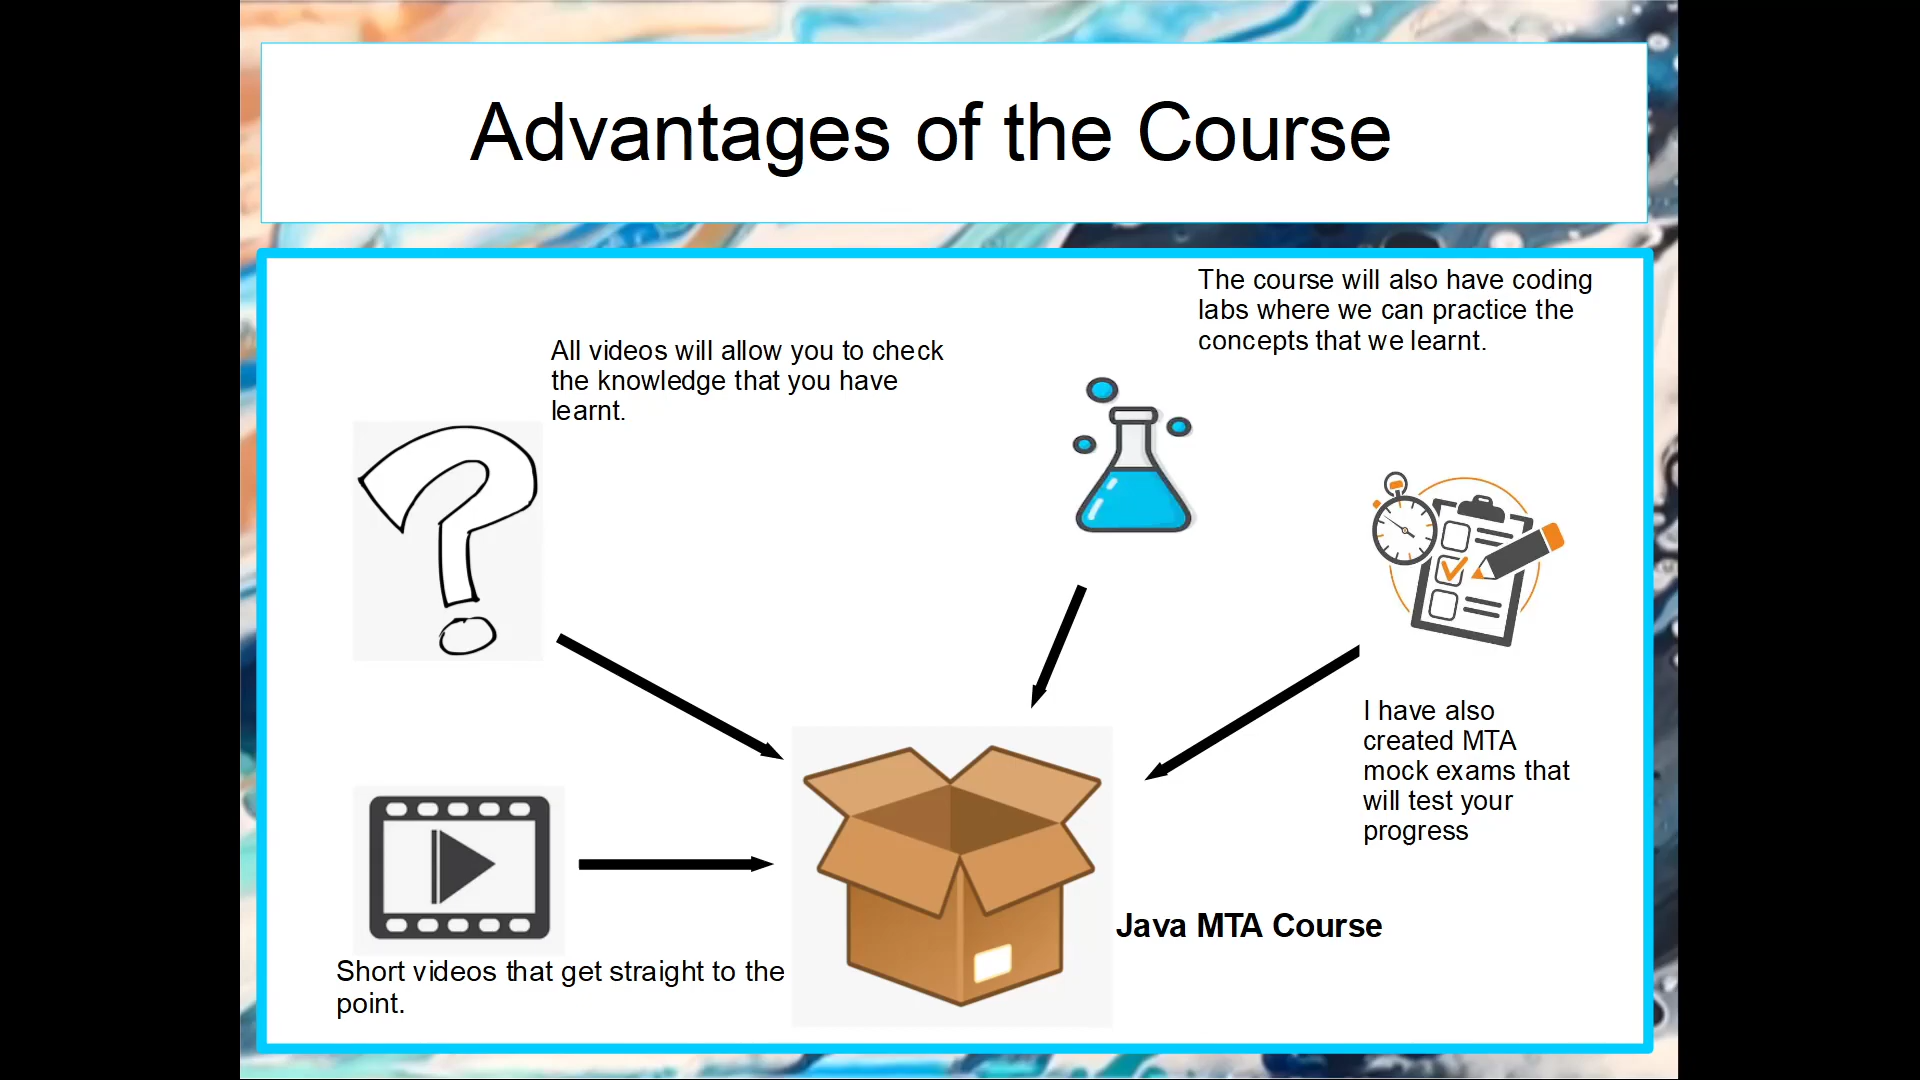 Advantages of the Course
The course will also have coding
labs where we can practice the
concepts that we learnt.
All videos will allow you to check
the knowledge that you have
learnt.
I have also
created MTA
mock exams that
will test your
progress
Java MTA Course
Short videos that get straight to the
point.